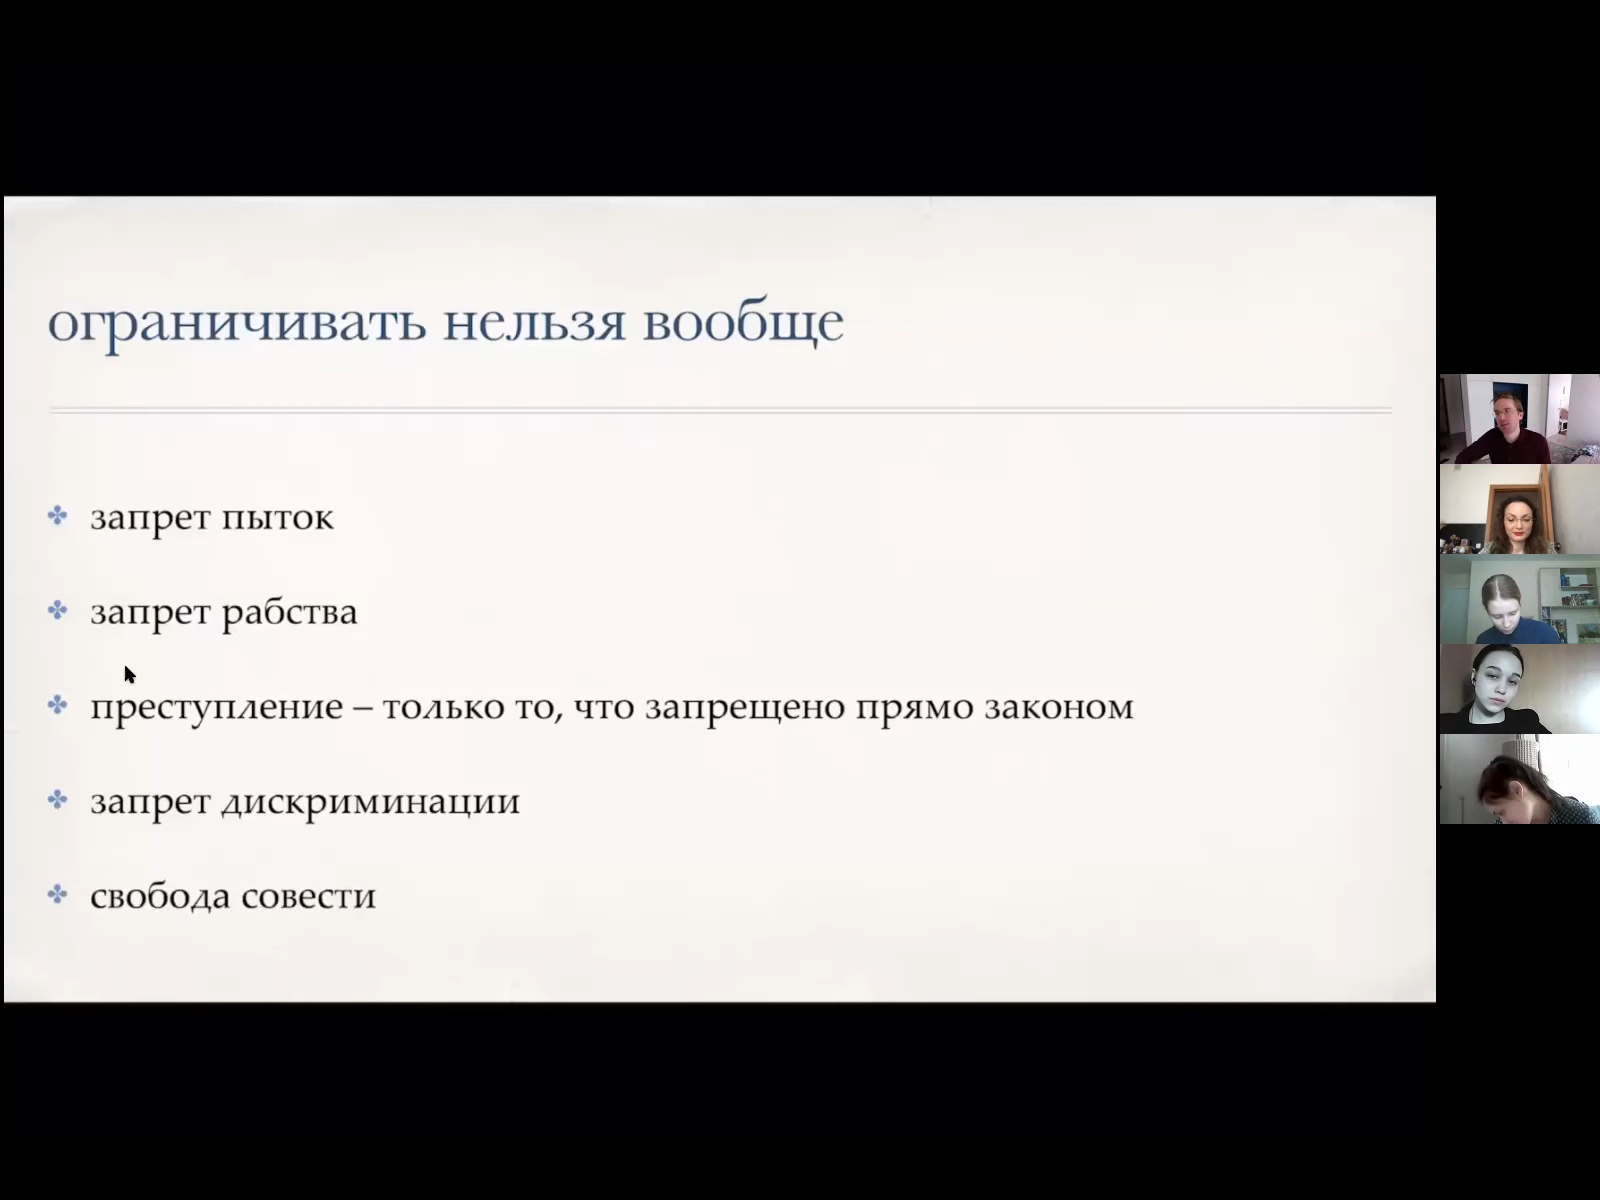 ограничивать нельзя вообще
запрет пыток
запрет рабства
преступление – только то, что запрещено прямо законом
запрет дискриминации
свобода совести